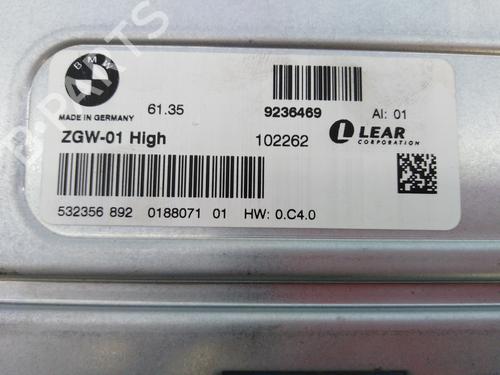 BMW
MADE IN GERMANY 61.35 9236469 AI: 01
ZGW-01 High 102262 LEAR
CORPORATION
532356 892 0188071 01 HW: 0.C4.0
B-PARTS